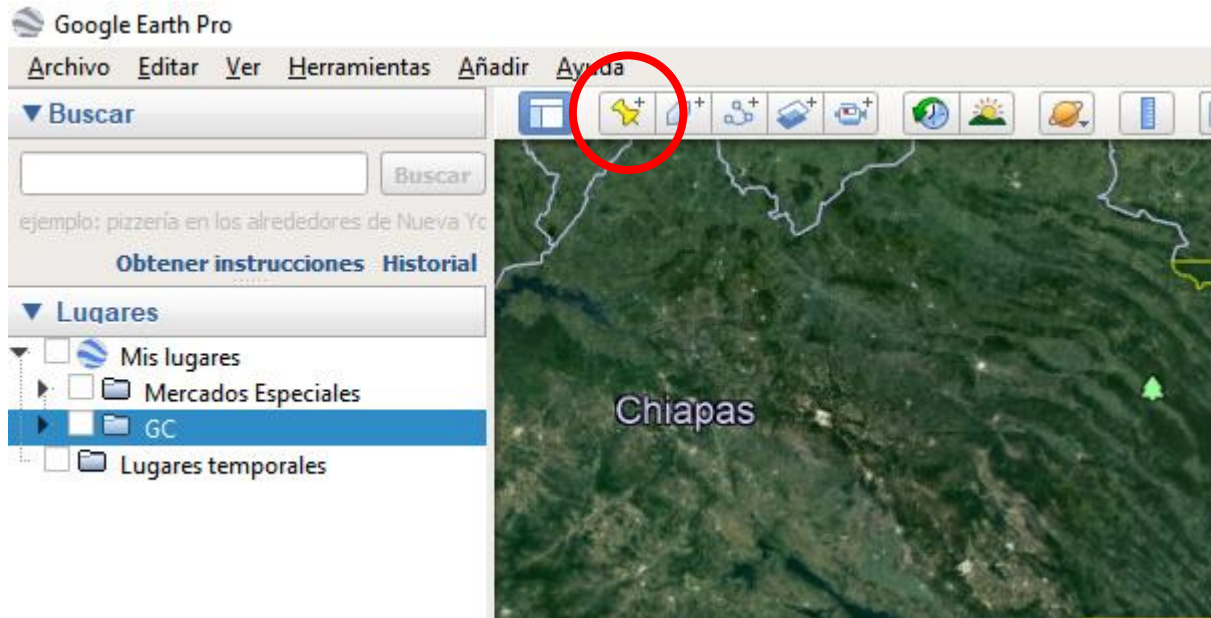 Google Earth Pro
Archivo Editar Ver Herramientas Añadir Ayuda
Buscar
Buscar
ejemplo: pizzería en los alrededores de Nueva Yo
Obtener instrucciones Historial
Lugares
Mis lugares
Mercados Especiales
GC
Lugares temporales
Chiapas